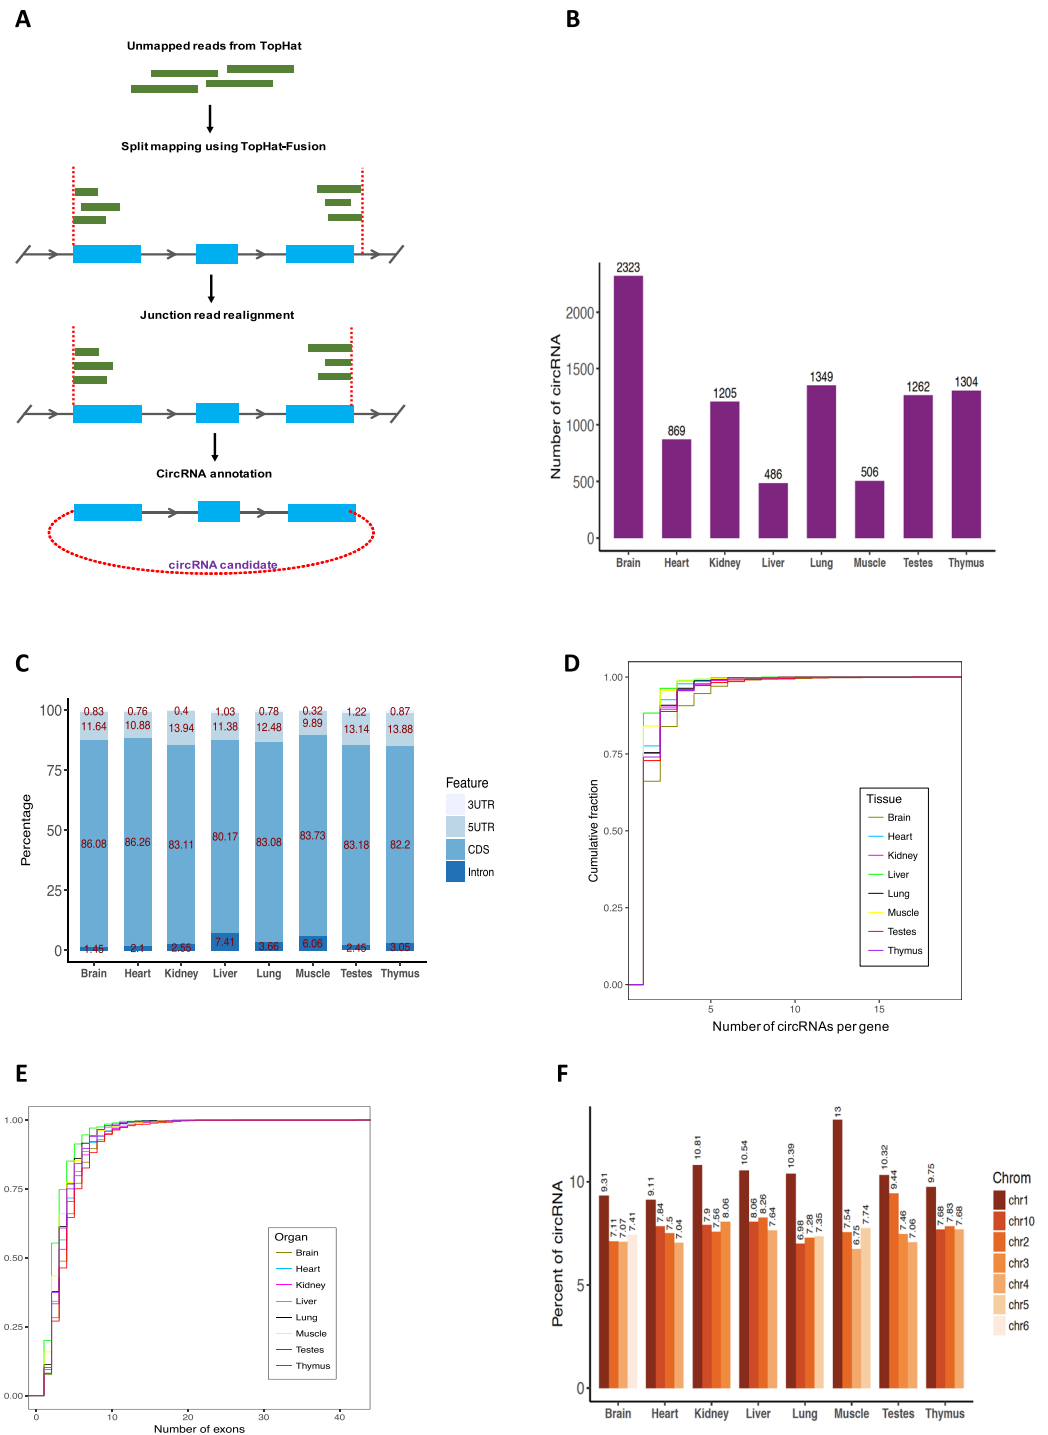 A
Unmapped reads from TopHat
Split mapping using TopHat-Fusion
Junction read realignment
CircRNA annotation
circRNA candidate
B
Number of circRNA
2000
1500
1000
500
0
2323
869
1205
486
1349
506
1262
1304
Brain Heart Kidney Liver Lung Muscle Testes Thymus
C
Percentage
100
75
50
25
0
0.83 0.76 0.4 1.03 0.78 0.32 1.22 0.87
11.64 10.88 13.94 11.38 12.48 9.89 13.14 13.88
86.08 86.26 83.11 80.17 83.08 83.73 83.18 82.2
1.45 2.1 2.55 7.41 3.66 6.06 2.45 3.05
Brain Heart Kidney Liver Lung Muscle Testes Thymus
Feature
3UTR
5UTR
CDS
Intron
D
Cumulative fraction
1.00
0.75
0.50
0.25
0.00
Tissue
Brain
Heart
Kidney
Liver
Lung
Muscle
Testes
Thymus
5 10 15
Number of circRNAs per gene
E
1.00
0.75
0.50
0.25
0.00
Organ
Brain
Heart
Kidney
Liver
Lung
Muscle
Testes
Thymus
0 10 20 30 40
Number of exons
F
Percent of circRNA
10
5
0
9.31 7.11 7.07 7.41
9.11 7.84 7.5 7.04
10.81 7.9 7.56 8.06
10.54 8.06 8.26 7.64
10.39 6.98 7.28 7.35
13 7.54 6.75 7.74
10.32 9.44 7.46 7.06
9.75 7.68 7.83 7.68
Brain Heart Kidney Liver Lung Muscle Testes Thymus
Chrom
chr1
chr10
chr2
chr3
chr4
chr5
chr6